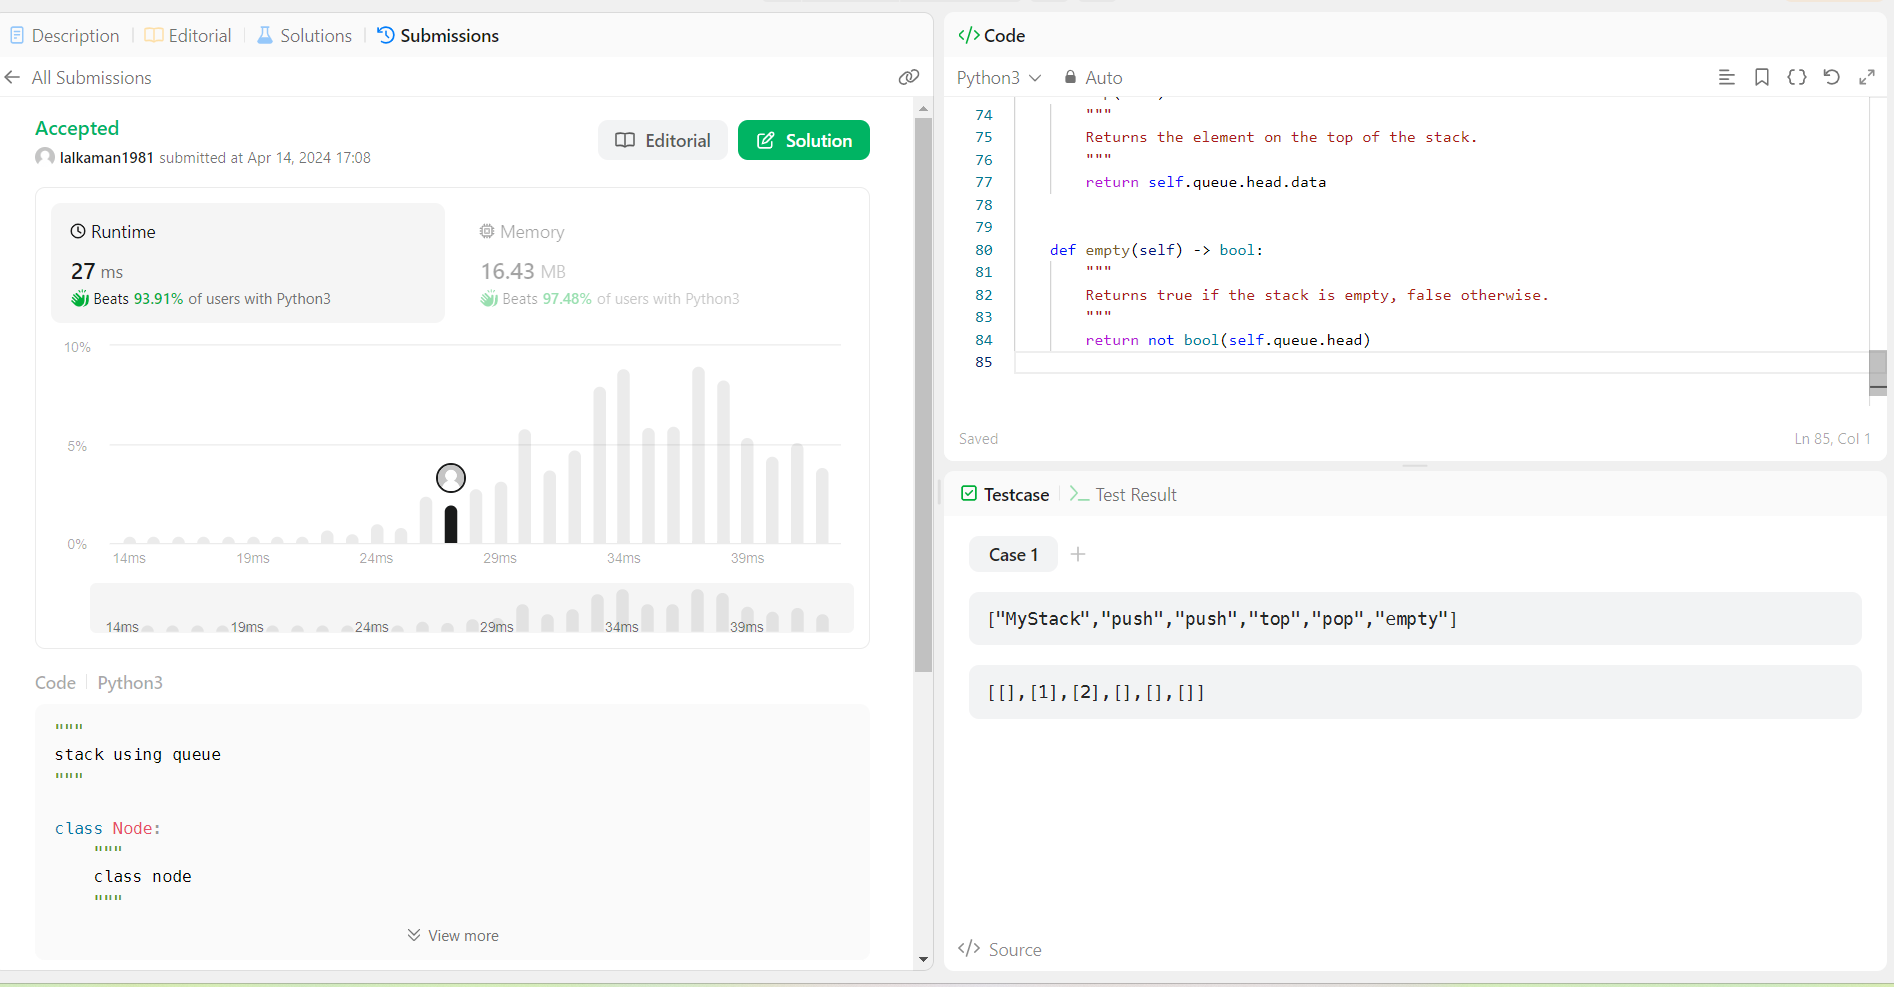 Description Editorial Solutions Submissions
All Submissions
Accepted
lalkaman1981 submitted at Apr 14, 2024 17:08
Editorial
Solution
Runtime
27 ms
Beats 93.91% of users with Python3
Memory
16.43 MB
Beats 97.48% of users with Python3
10%
5%
0%
14ms 19ms 24ms 29ms 34ms 39ms
14ms 19ms 24ms 29ms 34ms 39ms
Code Python3
"""
stack using queue
"""
class Node:
"""
class node
"""
View more
</> Code
Python3 Auto
74 """
75 Returns the element on the top of the stack.
76 """
77 return self.queue.head.data
78
79
80 def empty(self) -> bool:
81 """
82 Returns true if the stack is empty, false otherwise.
83 """
84 return not bool(self.queue.head)
85
Saved Ln 85, Col 1
Testcase >_ Test Result
Case 1 +
["MyStack","push","push","top","pop","empty"]
[[],[1],[2],[],[],[]]
</> Source